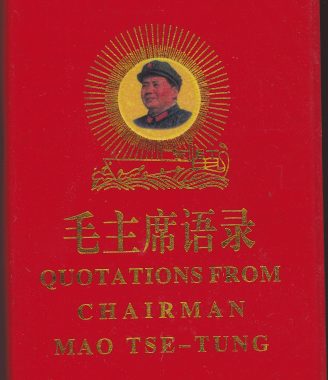 毛主席语录
QUOTATIONS FROM
CHAIRMAN
MAO TSE-TUNG